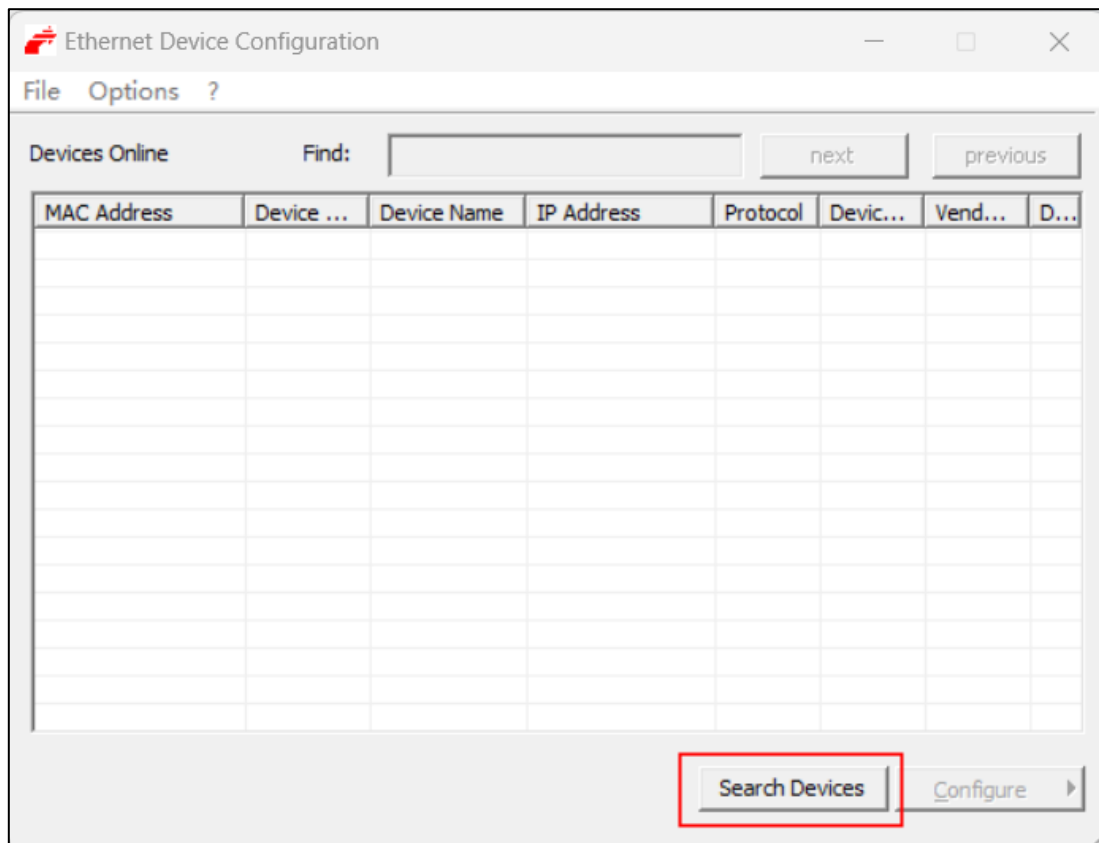 Ethernet Device Configuration
File Options ?
Devices Online Find: next previous
MAC Address Device ... Device Name IP Address Protocol Devic... Vend... D...
Search Devices Configure